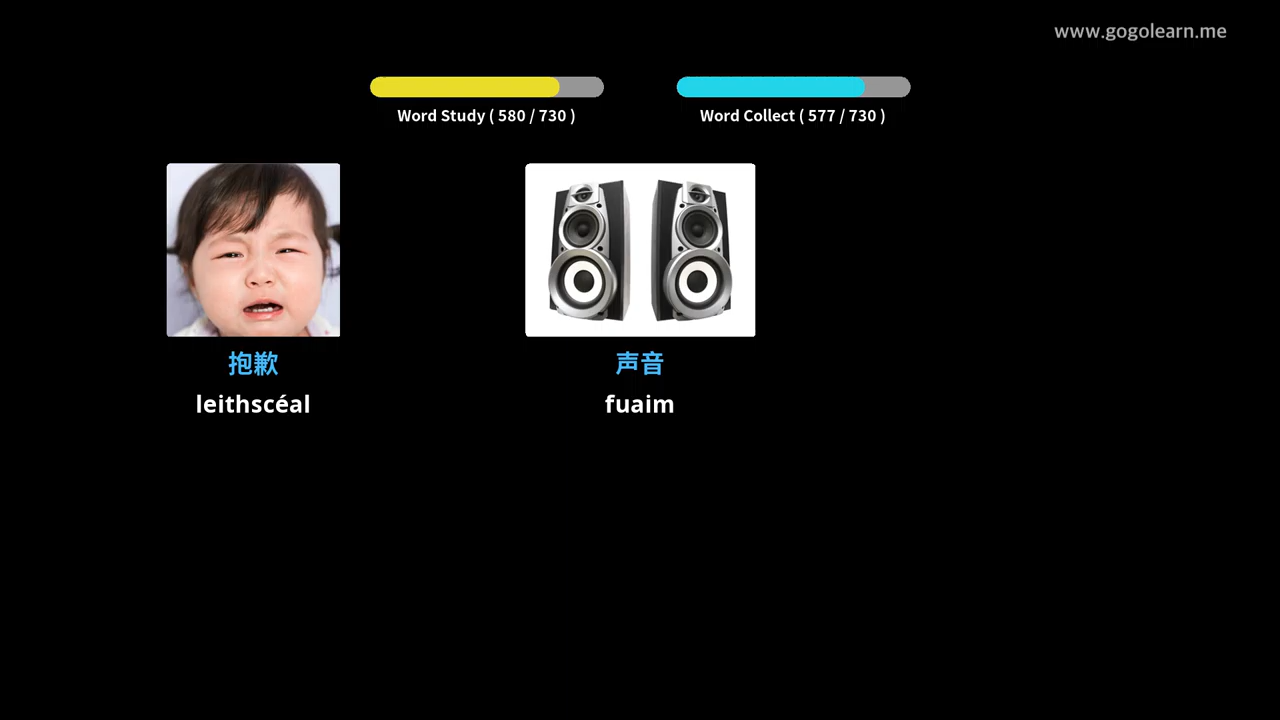 www.gogolearn.me
Word Study ( 580 / 730 )
Word Collect ( 577 / 730 )
抱歉
声音
leithscéal
fuaim